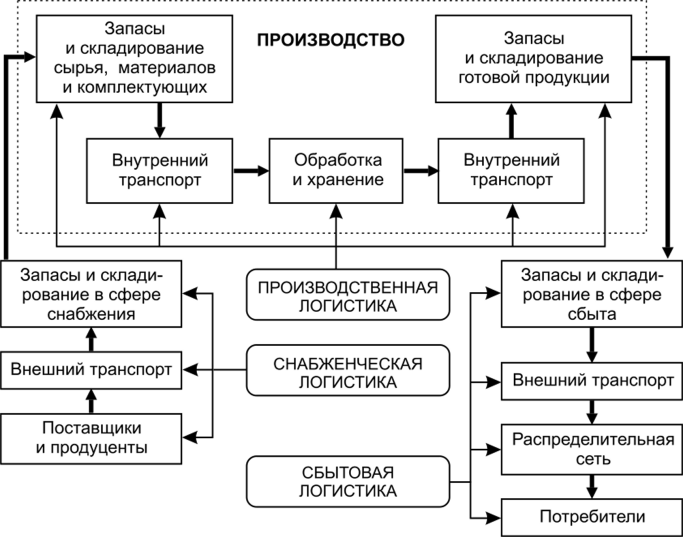 Запасы
и складирование
сырья, материалов
и комплектующих
ПРОИЗВОДСТВО
Запасы
и складирование
готовой продукции
Внутренний
транспорт
Обработка
и хранение
Внутренний
транспорт
Запасы и склади-
рование в сфере
снабжения
ПРОИЗВОДСТВЕННАЯ
ЛОГИСТИКА
Запасы и склади-
рование в сфере
сбыта
Внешний транспорт
СНАБЖЕНЧЕСКАЯ
ЛОГИСТИКА
Внешний транспорт
Поставщики
и продуценты
Распределительная
сеть
СБЫТОВАЯ
ЛОГИСТИКА
Потребители